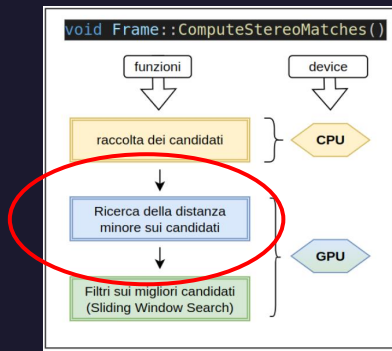 void Frame::ComputeStereoMatches()
funzioni
device
raccolta dei candidati
CPU
Ricerca della distanza
minore sui candidati
GPU
Filtri sui migliori candidati
(Sliding Window Search)